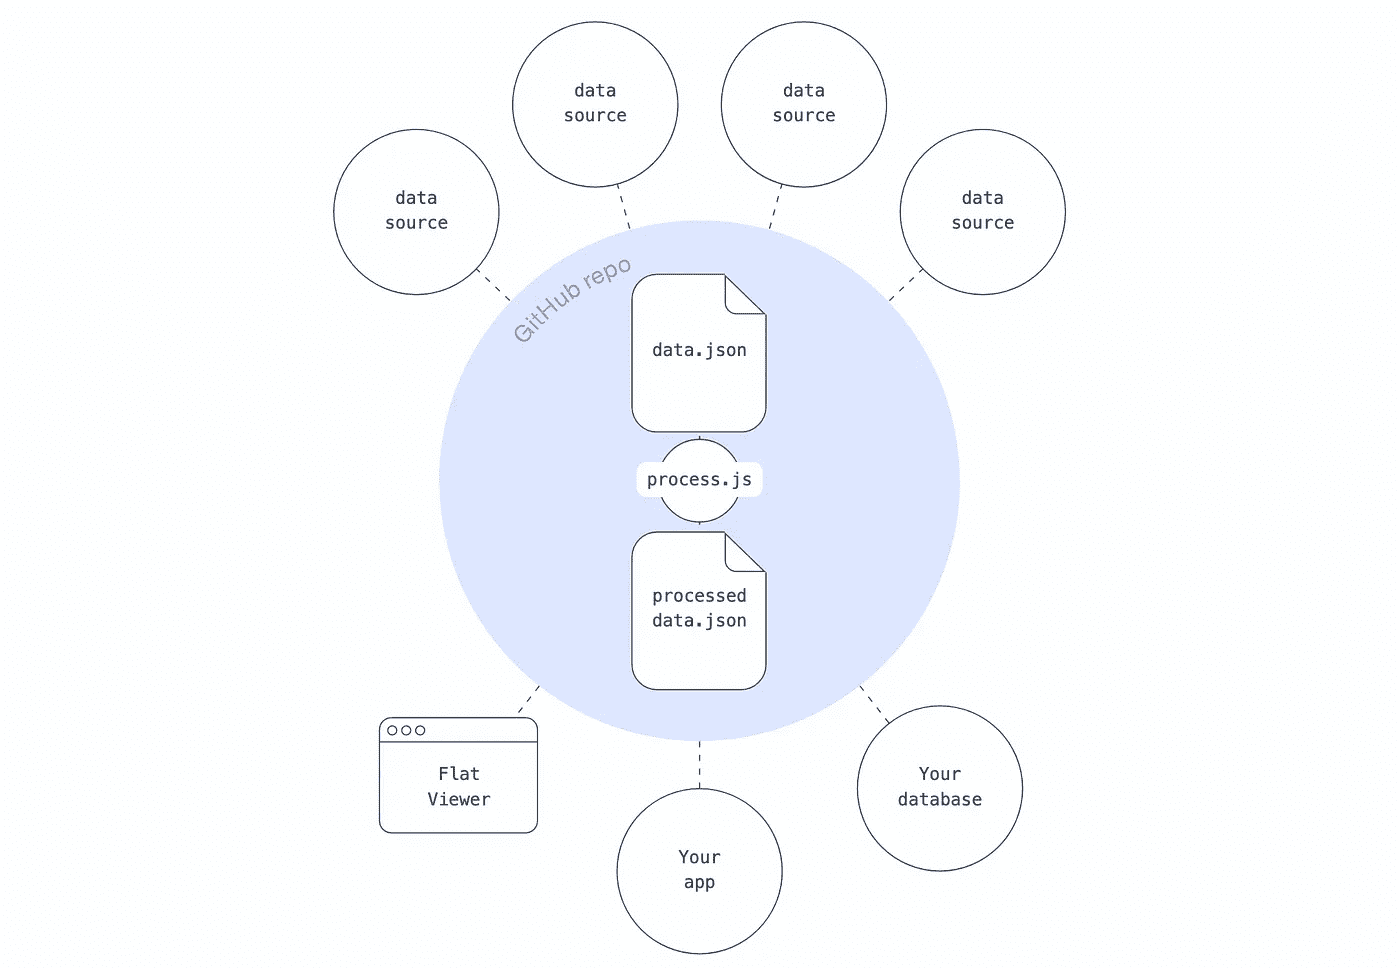 data
source
data
source
data
source
data
source
GitHub repo
data.json
process.js
processed
data.json
Flat
Viewer
Your
app
Your
database